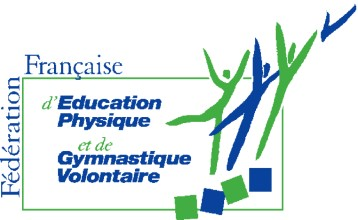 Fédération
Française
d'Education
Physique
et de
Gymnastique
Volontaire